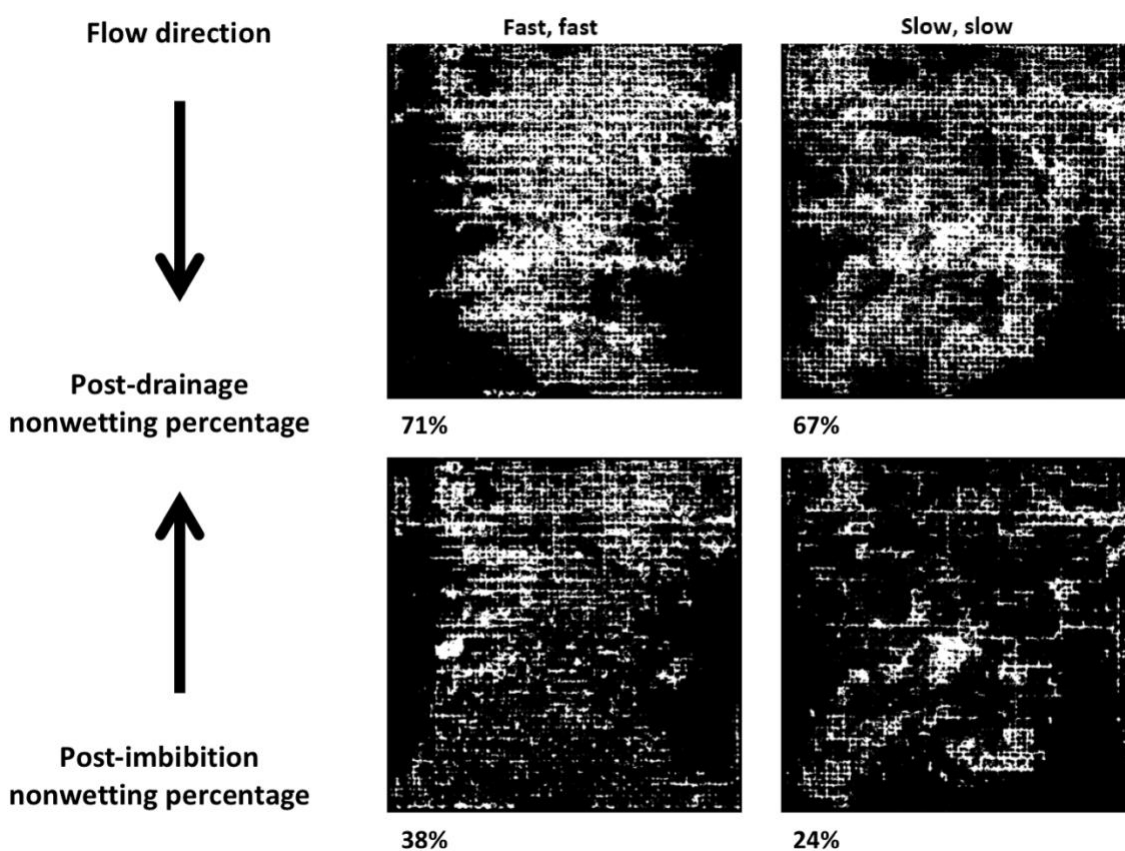 Flow direction
Fast, fast
Slow, slow
Post-drainage
nonwetting percentage
71%
67%
Post-imbibition
nonwetting percentage
38%
24%